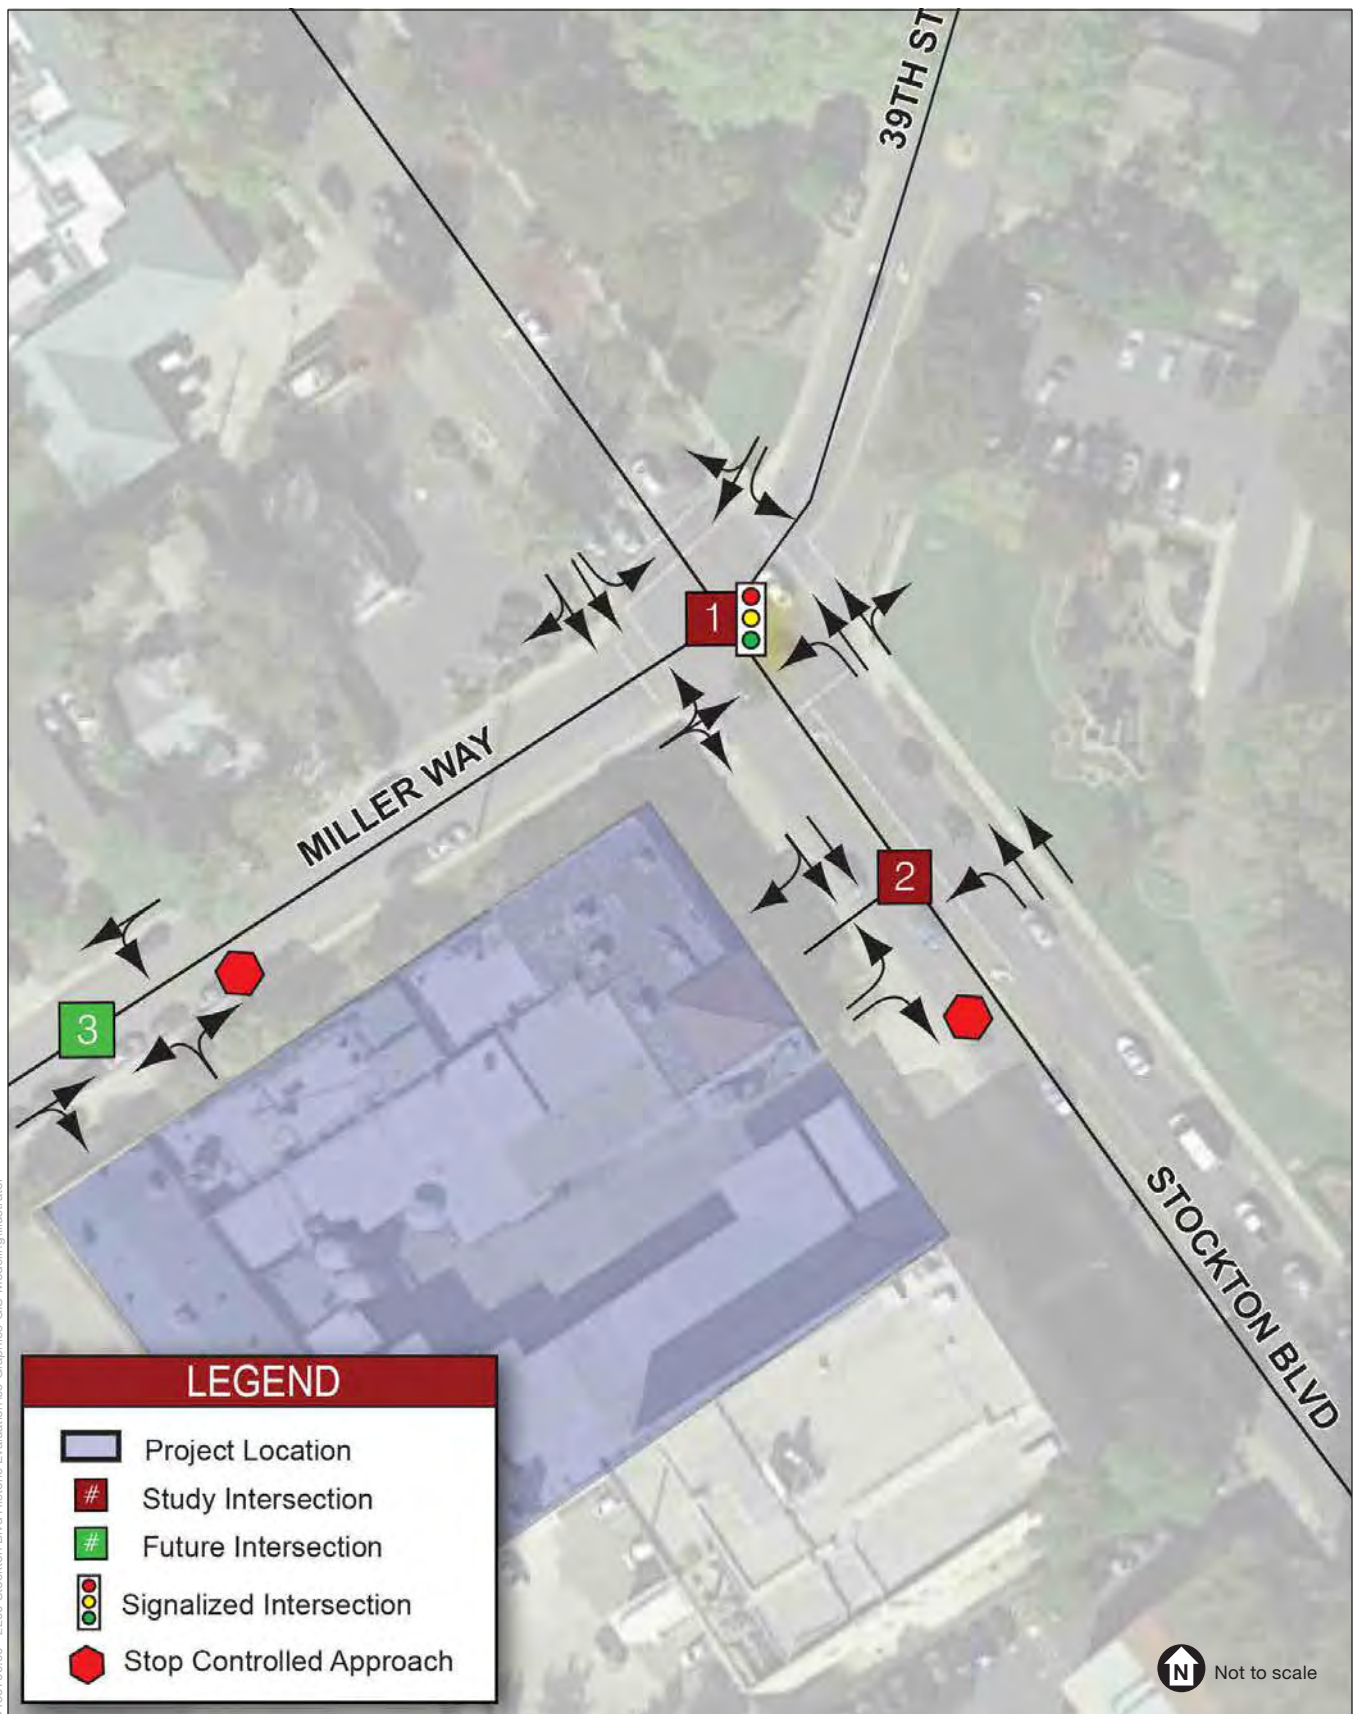 39TH ST
1
MILLER WAY
2
3
STOCKTON BLVD
LEGEND
Project Location
# Study Intersection
# Future Intersection
Signalized Intersection
Stop Controlled Approach
N Not to scale